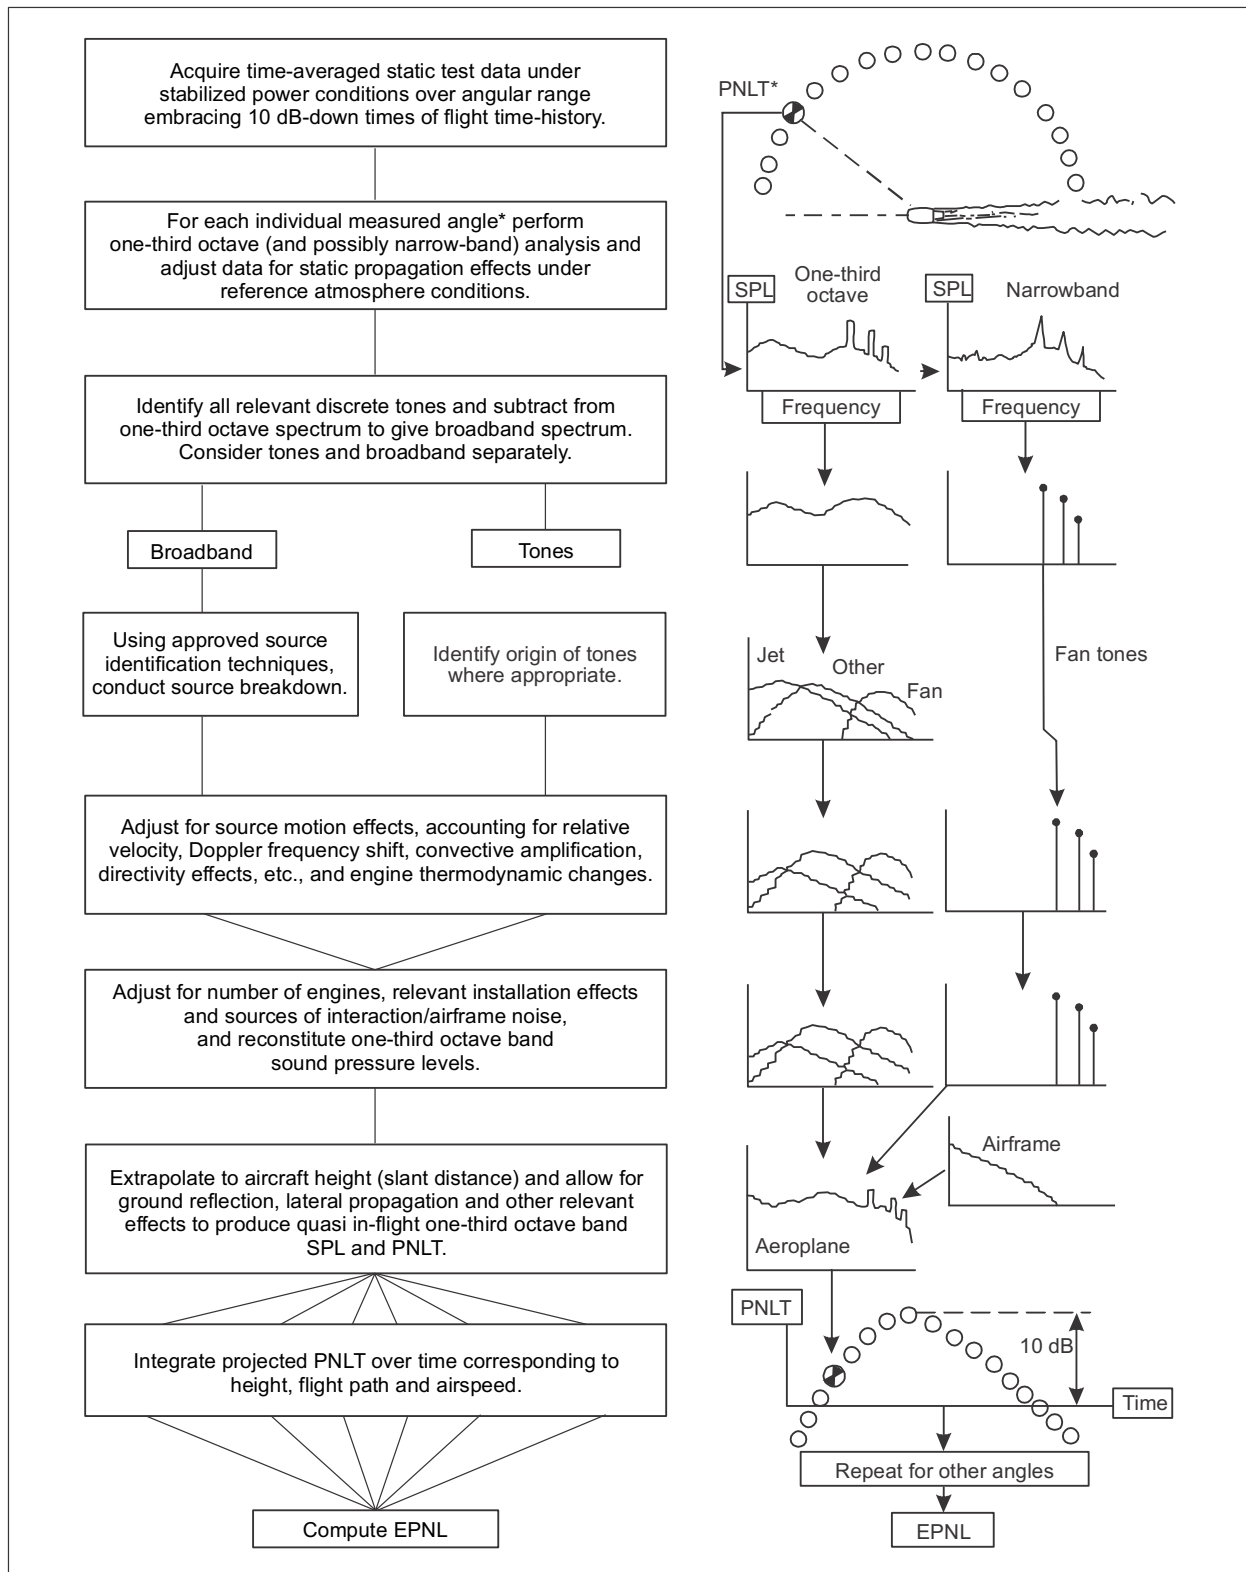 Acquire time-averaged static test data under
stabilized power conditions over angular range
embracing 10 dB-down times of flight time-history.
For each individual measured angle* perform
one-third octave (and possibly narrow-band) analysis and
adjust data for static propagation effects under
reference atmosphere conditions.
Identify all relevant discrete tones and subtract from
one-third octave spectrum to give broadband spectrum.
Consider tones and broadband separately.
Broadband
Tones
Using approved source
identification techniques,
conduct source breakdown.
Identify origin of tones
where appropriate.
Adjust for source motion effects, accounting for relative
velocity, Doppler frequency shift, convective amplification,
directivity effects, etc., and engine thermodynamic changes.
Adjust for number of engines, relevant installation effects
and sources of interaction/airframe noise,
and reconstitute one-third octave band
sound pressure levels.
Extrapolate to aircraft height (slant distance) and allow for
ground reflection, lateral propagation and other relevant
effects to produce quasi in-flight one-third octave band
SPL and PNLT.
Integrate projected PNLT over time corresponding to
height, flight path and airspeed.
Compute EPNL
PNLT*
SPL
One-third
octave
SPL
Narrowband
Frequency
Frequency
Jet
Other
Fan
Fan tones
Airframe
Aeroplane
PNLT
10 dB
Time
Repeat for other angles
EPNL